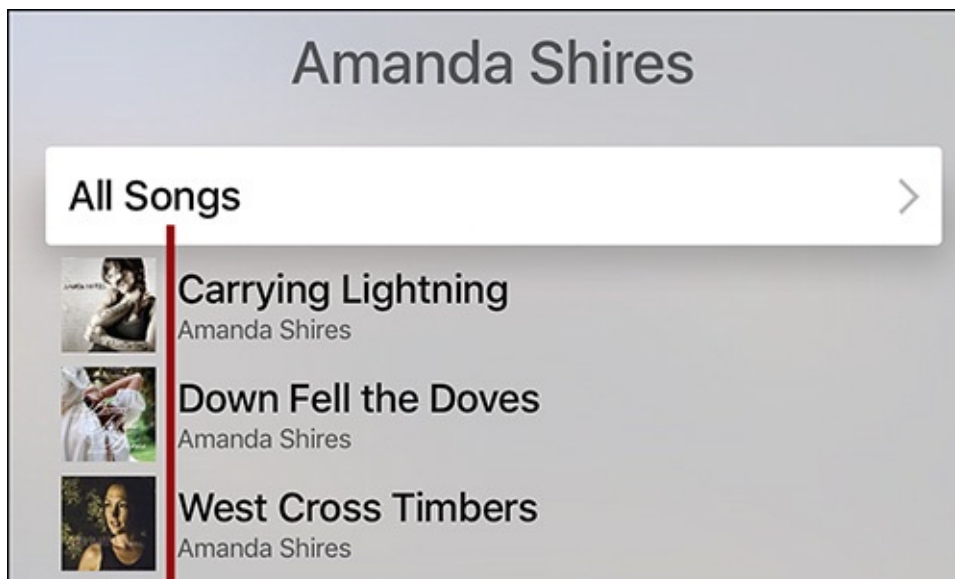 Amanda Shires
All Songs
Carrying Lightning
Amanda Shires
Down Fell the Doves
Amanda Shires
West Cross Timbers
Amanda Shires